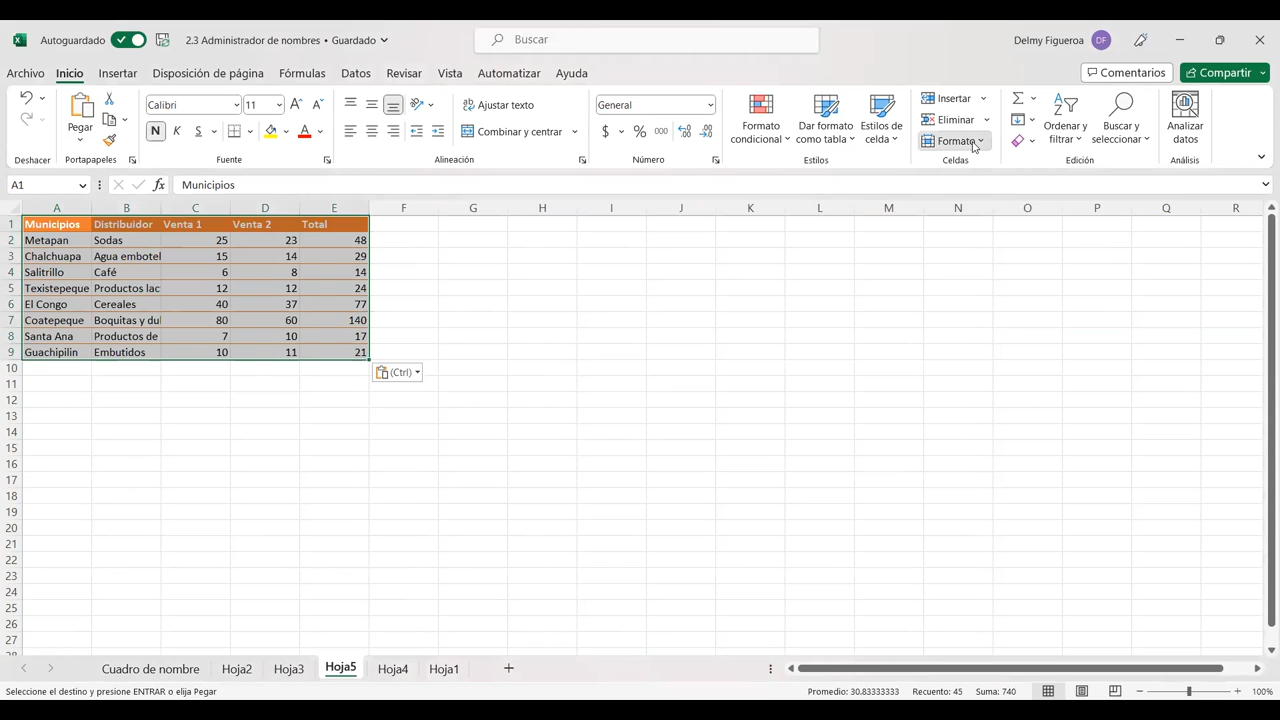 Autoguardado 2.3 Administrador de nombres • Guardado Buscar Delmy Figueroa DF
Archivo Inicio Insertar Disposición de página Fórmulas Datos Revisar Vista Automatizar Ayuda Comentarios Compartir
Pegar Calibri 11 Ajustar texto General Formato condicional Dar formato como tabla Estilos de celda Insertar Ordenar y filtrar Buscar y seleccionar Analizar datos
N K S Combinar y centrar $ % 000 Eliminar
Formato
Deshacer Portapapeles Fuente Alineación Número Estilos Celdas Edición Análisis
A1 fx Municipios
A B C D E F G H I J K L M N O P Q R
1 Municipios Distribuidor Venta 1 Venta 2 Total
2 Metapan Sodas 25 23 48
3 Chalchuapa Agua embotel 15 14 29
4 Salitrillo Café 6 8 14
5 Texistepeque Productos lac 12 12 24
6 El Congo Cereales 40 37 77
7 Coatepeque Boquitas y dul 80 60 140
8 Santa Ana Productos de 7 10 17
9 Guachipilin Embutidos 10 11 21
10 (Ctrl)
11
12
13
14
15
16
17
18
19
20
21
22
23
24
25
26
27
Cuadro de nombre Hoja2 Hoja3 Hoja5 Hoja4 Hoja1
Seleccione el destino y presione ENTRAR o elija Pegar Promedio: 30.83333333 Recuento: 45 Suma: 740 100%